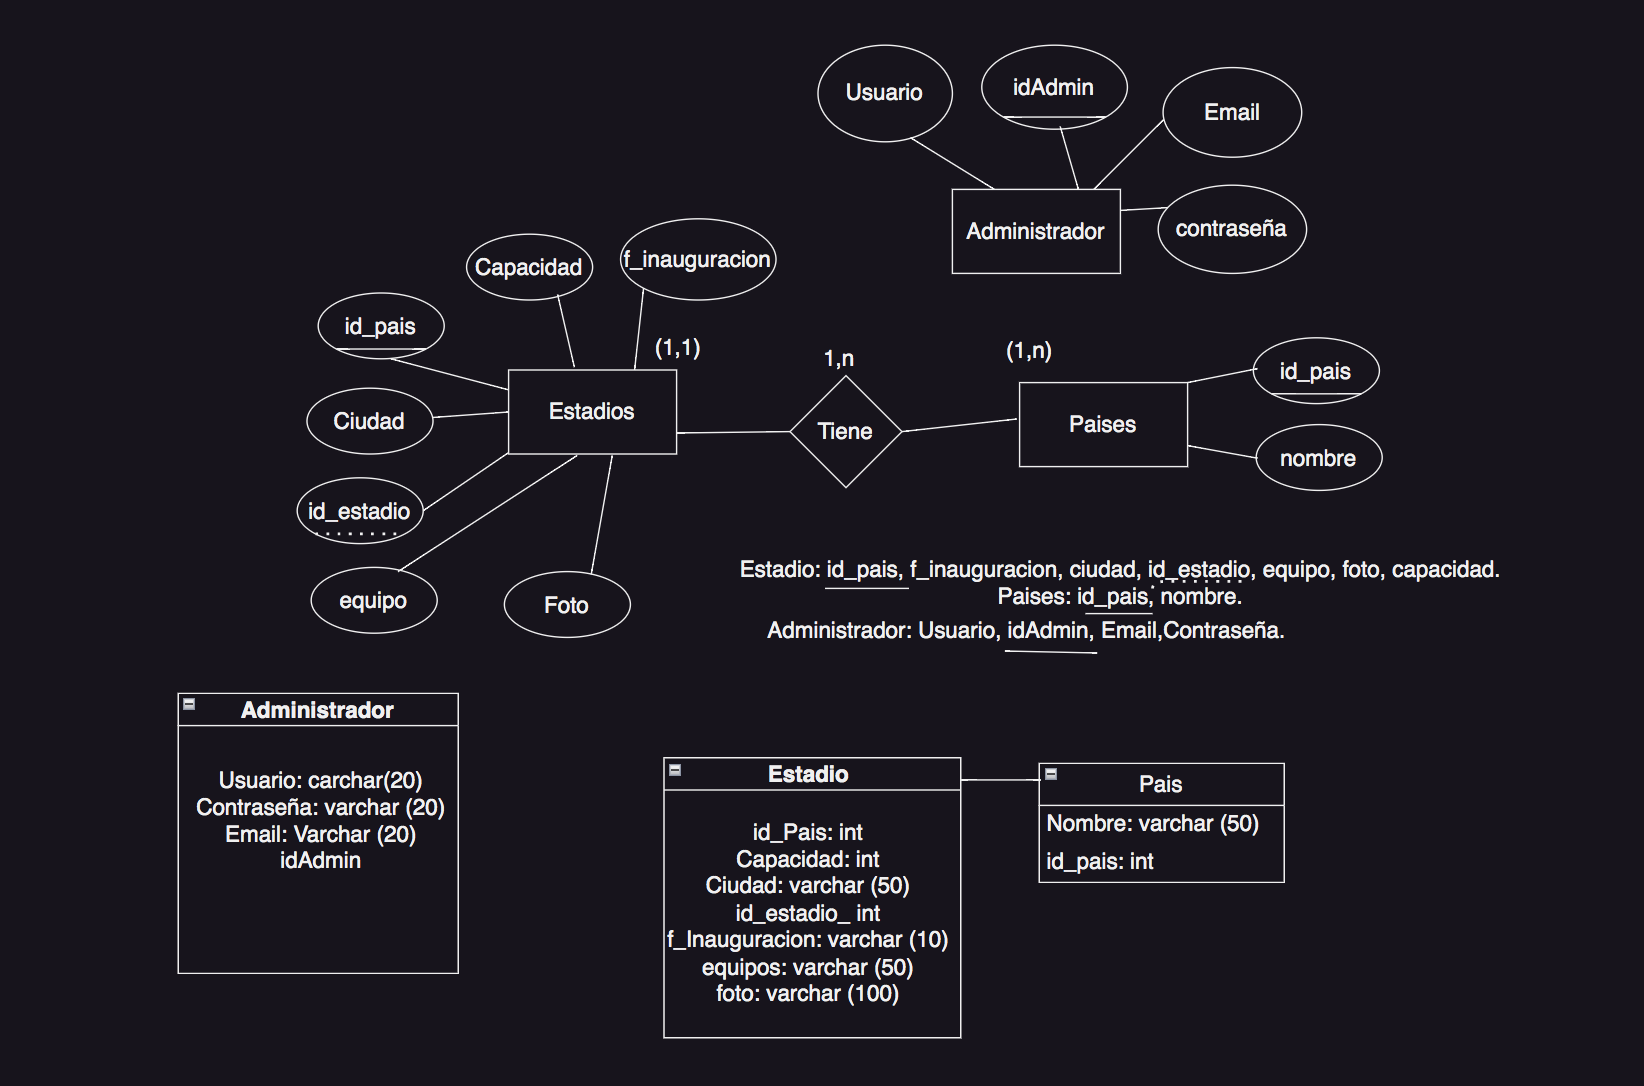 Usuario
idAdmin
Email
Administrador
contraseña
Capacidad
f_inauguracion
id_pais
(1,1)
1,n
(1,n)
id_pais
Ciudad
Estadios
Tiene
Paises
nombre
id_estadio
equipo
Foto
Estadio: id_pais, f_inauguracion, ciudad, id_estadio, equipo, foto, capacidad.
Paises: id_pais, nombre.
Administrador: Usuario, idAdmin, Email,Contraseña.
Administrador
Usuario: carchar(20)
Contraseña: varchar (20)
Email: Varchar (20)
idAdmin
Estadio
id_Pais: int
Capacidad: int
Ciudad: varchar (50)
id_estadio_ int
f_Inauguracion: varchar (10)
equipos: varchar (50)
foto: varchar (100)
Pais
Nombre: varchar (50)
id_pais: int